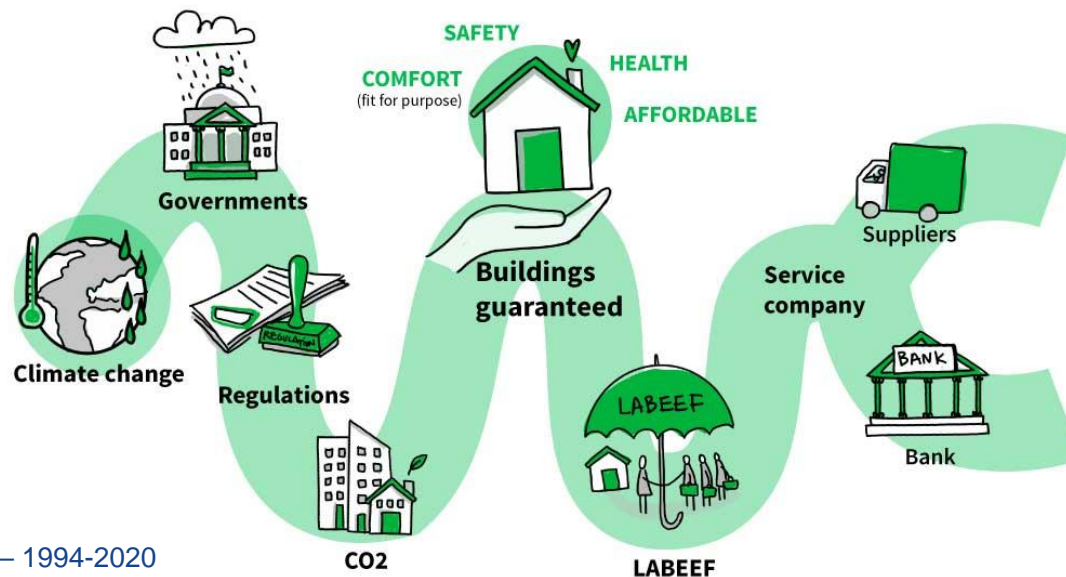 SAFETY
COMFORT
(fit for purpose)
HEALTH
AFFORDABLE
Governments
Climate change
REGULATION
Regulations
CO2
Buildings
guaranteed
LABEEF
LABEEF
Service
company
Suppliers
BANK
Bank
– 1994-2020